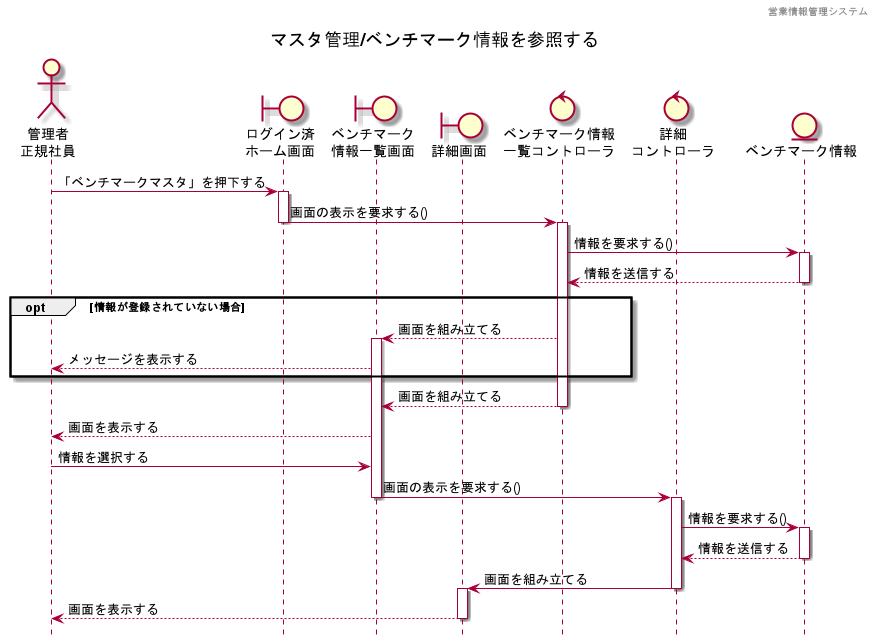 営業情報管理システム
マスタ管理/ベンチマーク情報を参照する
管理者
正規社員
ログイン済
ホーム画面
ベンチマーク
情報一覧画面
詳細画面
ベンチマーク情報
一覧コントローラ
詳細
コントローラ
ベンチマーク情報
「ベンチマークマスタ」を押下する
画面の表示を要求する()
情報を要求する()
情報を送信する
opt [情報が登録されていない場合]
画面を組み立てる
メッセージを表示する
画面を組み立てる
画面を表示する
情報を選択する
画面の表示を要求する()
情報を要求する()
情報を送信する
画面を組み立てる
画面を表示する